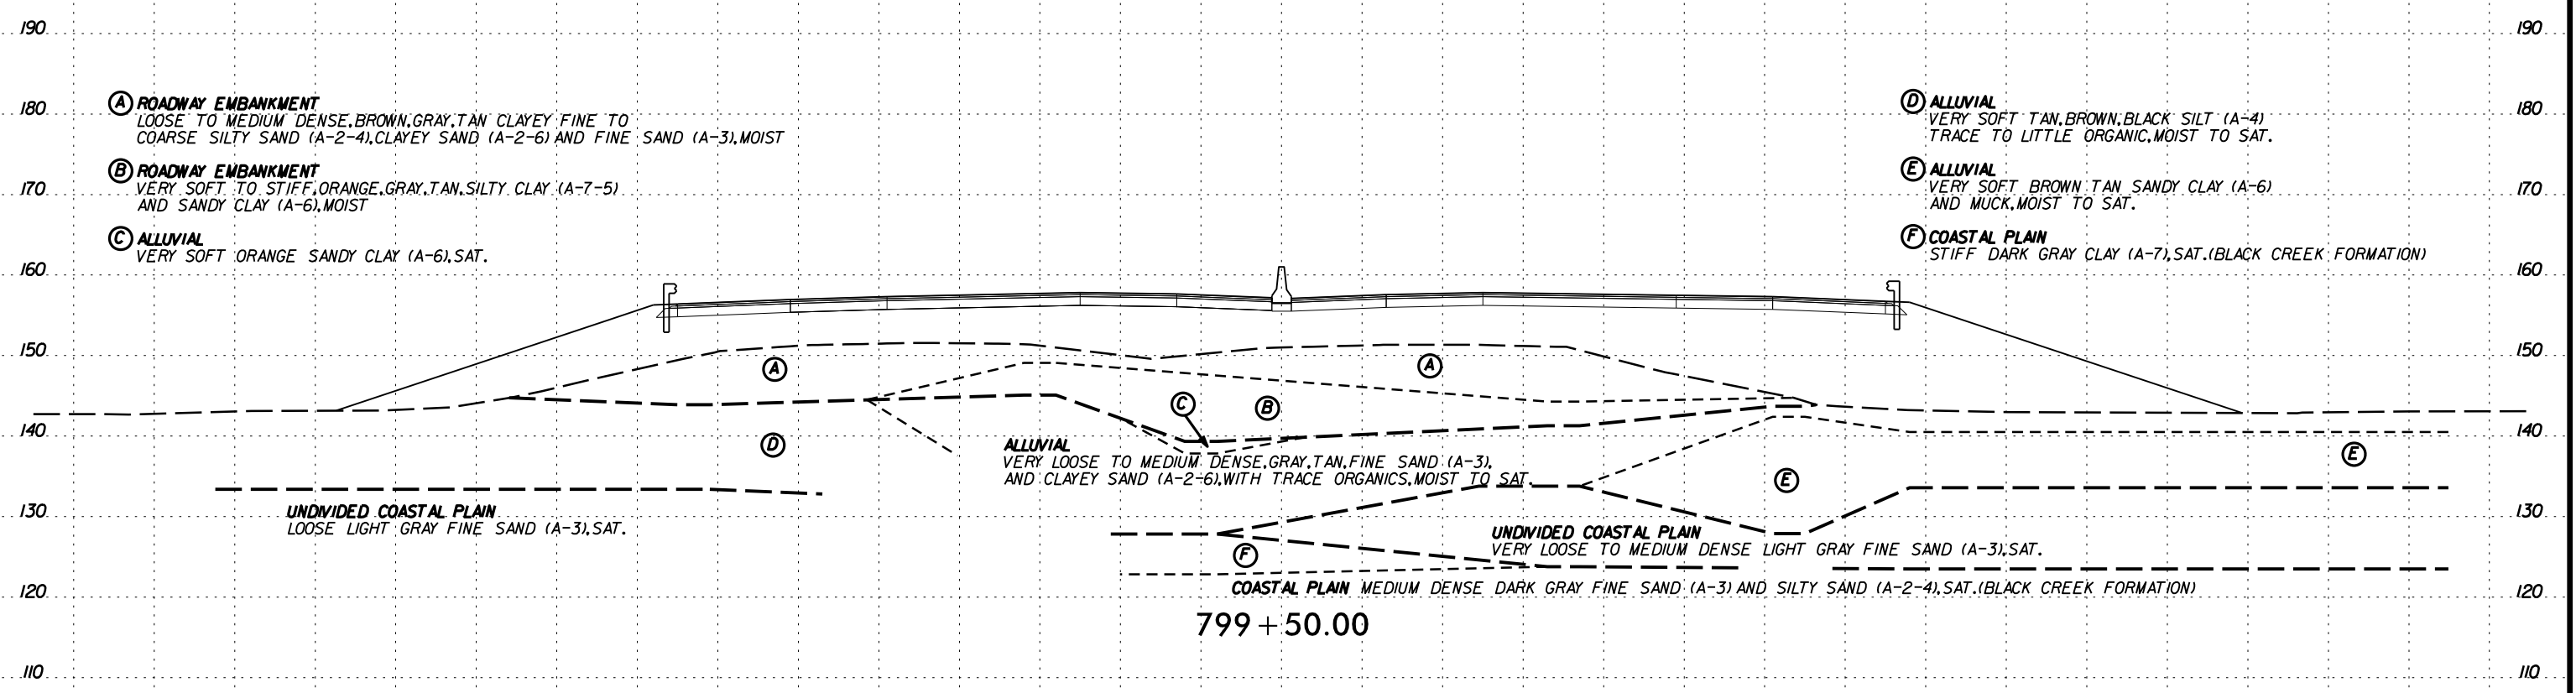 190 190
Ⓐ ROADWAY EMBANKMENT
LOOSE TO MEDIUM DENSE,BROWN,GRAY,TAN CLAYEY FINE TO
COARSE SILTY SAND (A-2-4),CLAYEY SAND (A-2-6) AND FINE SAND (A-3),MOIST
Ⓓ ALLUVIAL
VERY SOFT TAN,BROWN,BLACK SILT (A-4)
TRACE TO LITTLE ORGANIC,MOIST TO SAT.
180 180
Ⓑ ROADWAY EMBANKMENT
VERY SOFT TO STIFF,ORANGE,GRAY,TAN,SILTY CLAY (A-7-5)
AND SANDY CLAY (A-6),MOIST
Ⓔ ALLUVIAL
VERY SOFT BROWN TAN SANDY CLAY (A-6)
AND MUCK,MOIST TO SAT.
170 170
Ⓒ ALLUVIAL
VERY SOFT ORANGE SANDY CLAY (A-6),SAT.
Ⓕ COASTAL PLAIN
STIFF DARK GRAY CLAY (A-7),SAT.(BLACK CREEK FORMATION)
160 160
150 150
Ⓐ Ⓐ
Ⓒ Ⓑ
140 140
Ⓓ
ALLUVIAL
VERY LOOSE TO MEDIUM DENSE,GRAY,TAN,FINE SAND (A-3),
AND CLAYEY SAND (A-2-6),WITH TRACE ORGANICS,MOIST TO SAT.
Ⓔ Ⓔ
UNDIVIDED COASTAL PLAIN
LOOSE LIGHT GRAY FINE SAND (A-3),SAT.
130 130
UNDIVIDED COASTAL PLAIN
VERY LOOSE TO MEDIUM DENSE LIGHT GRAY FINE SAND (A-3),SAT.
Ⓕ
COASTAL PLAIN MEDIUM DENSE DARK GRAY FINE SAND (A-3) AND SILTY SAND (A-2-4),SAT.(BLACK CREEK FORMATION)
120 120
799+50.00
110 110